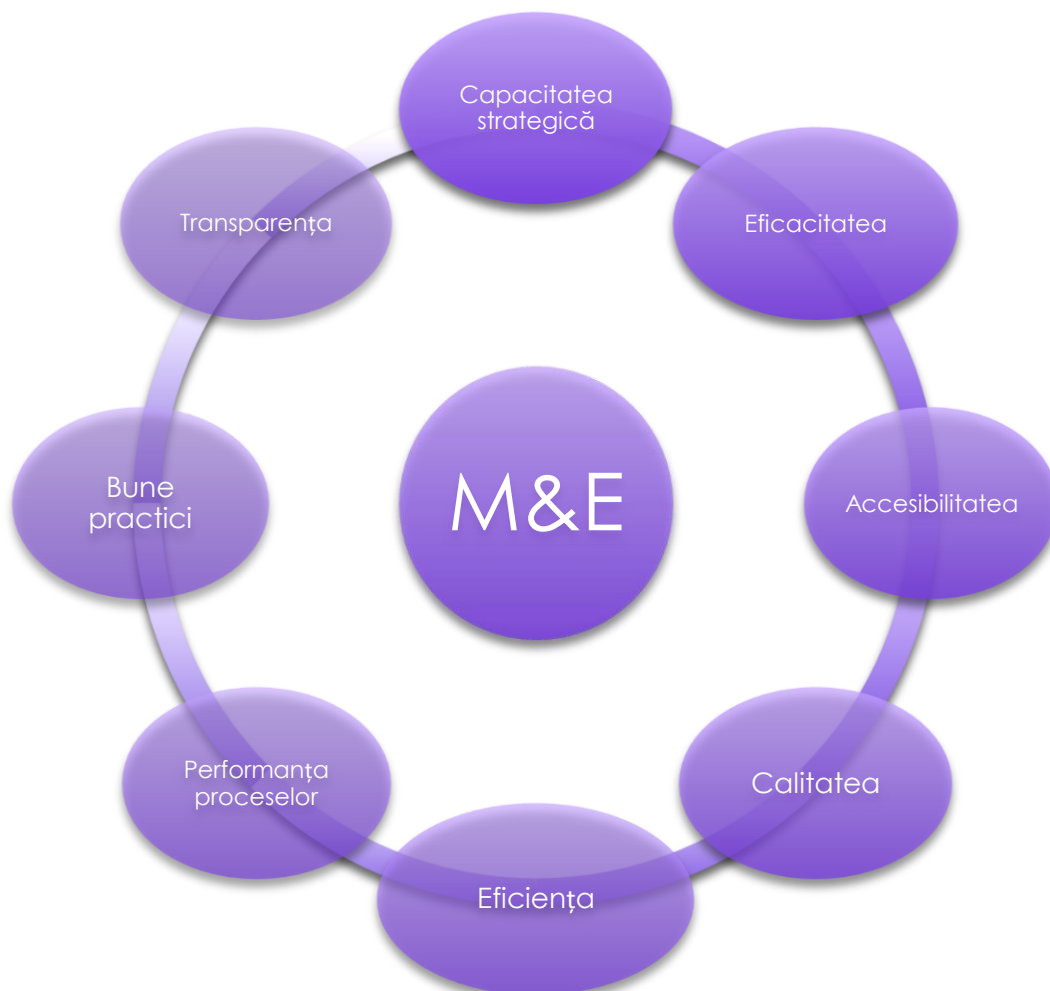 Capacitatea
strategică
Eficacitatea
Accesibilitatea
Calitatea
Eficiența
Performanța
proceselor
Bune
practici
Transparența
M&E